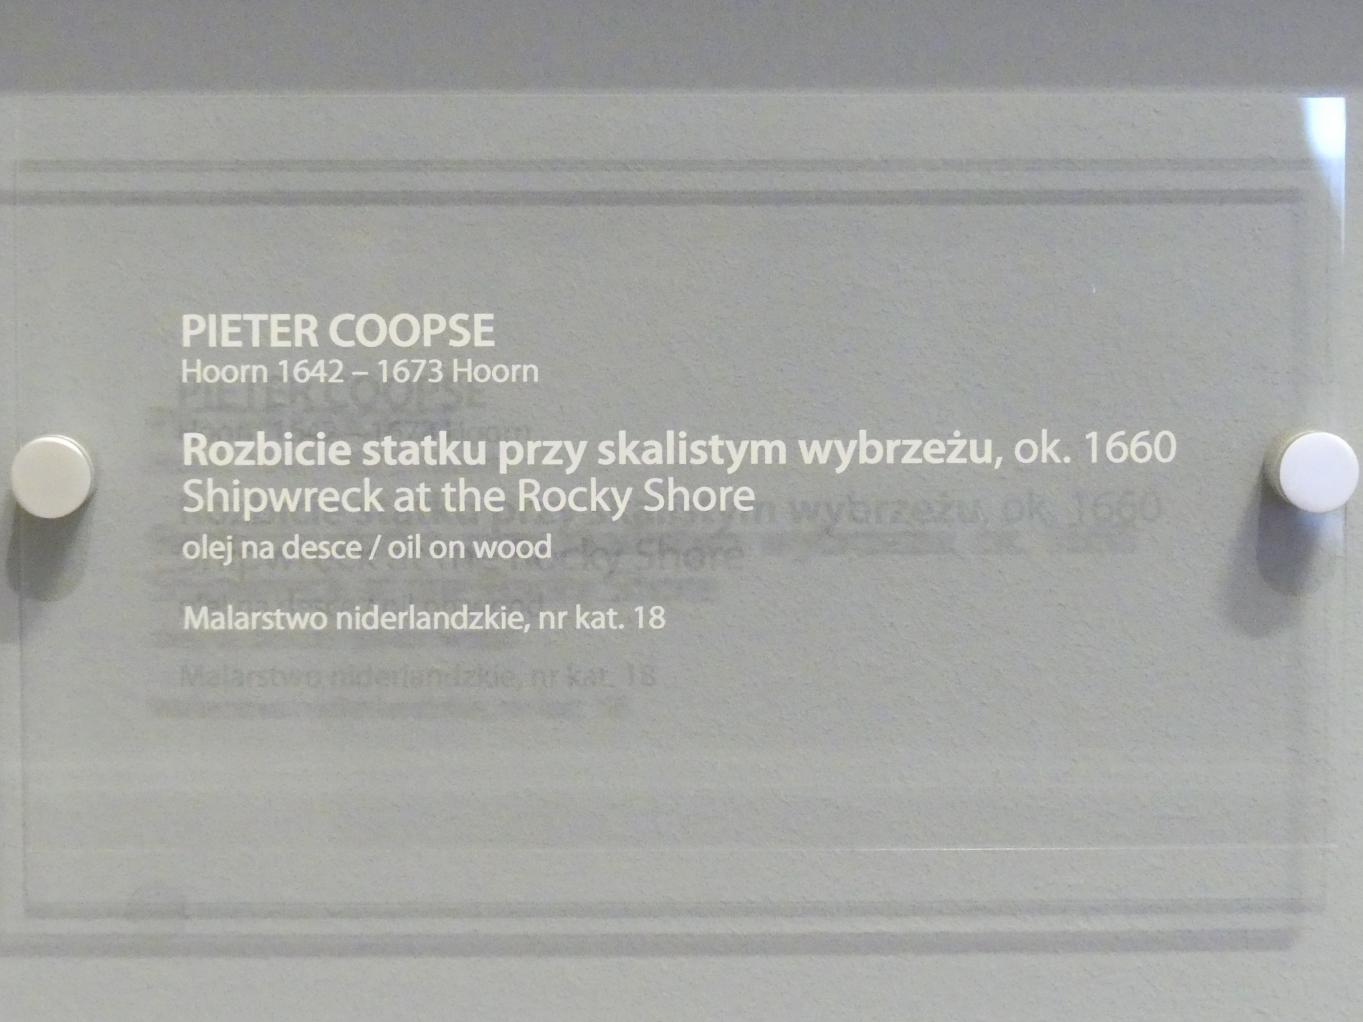 PIETER COOPSE
Hoorn 1642 – 1673 Hoorn
Rozbicie statku przy skalistym wybrzeżu, ok. 1660
Shipwreck at the Rocky Shore
olej na desce / oil on wood
Malarstwo niderlandzkie, nr kat. 18